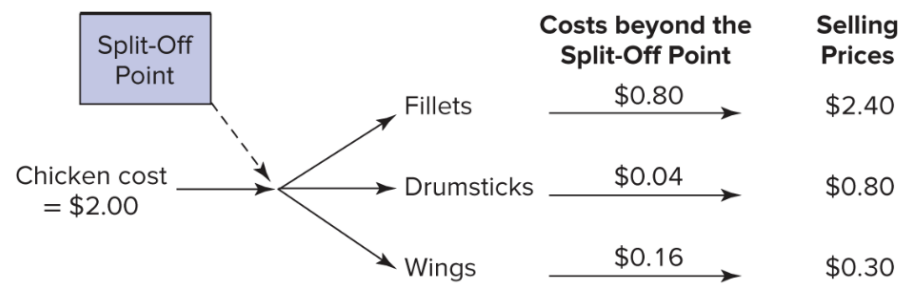 Split-Off
Point
Costs beyond the
Split-Off Point
Selling
Prices
Chicken cost
= $2.00
Fillets
$0.80
$2.40
Drumsticks
$0.04
$0.80
Wings
$0.16
$0.30